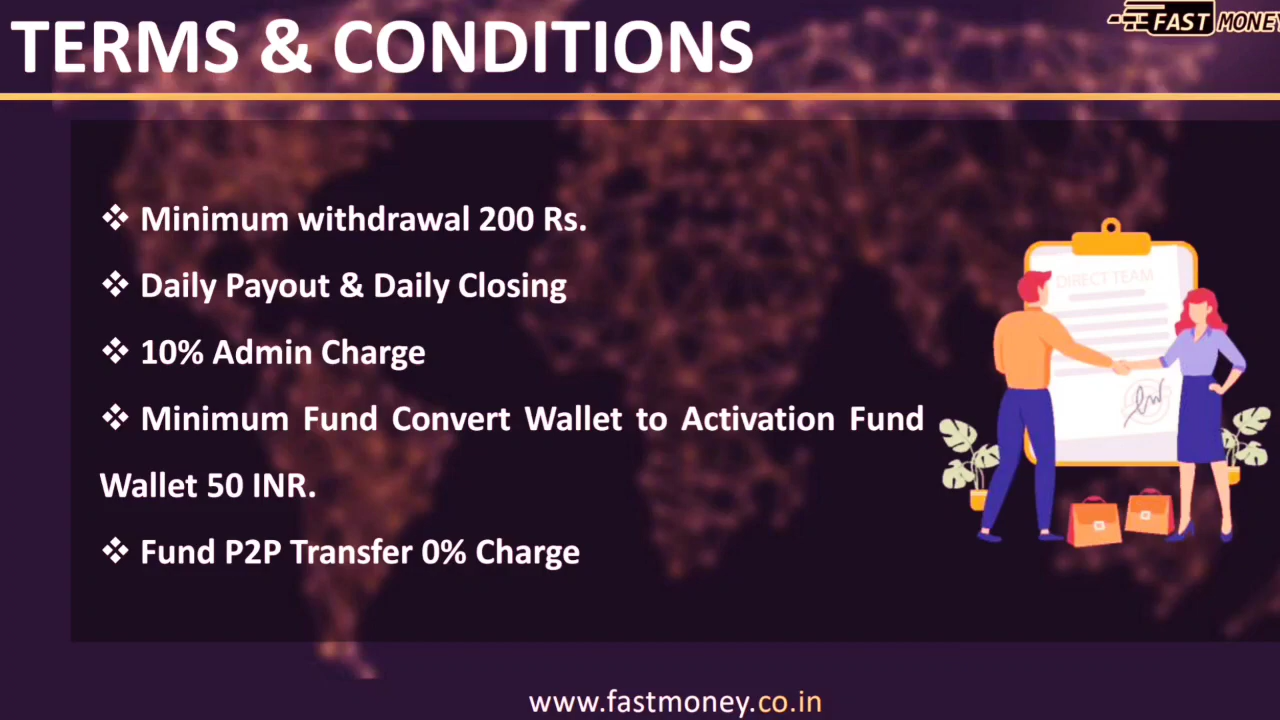 TERMS & CONDITIONS
FAST MONEY
❖ Minimum withdrawal 200 Rs.
❖ Daily Payout & Daily Closing
❖ 10% Admin Charge
❖ Minimum Fund Convert Wallet to Activation Fund
Wallet 50 INR.
❖ Fund P2P Transfer 0% Charge
DIRECT TEAM
www.fastmoney.co.in